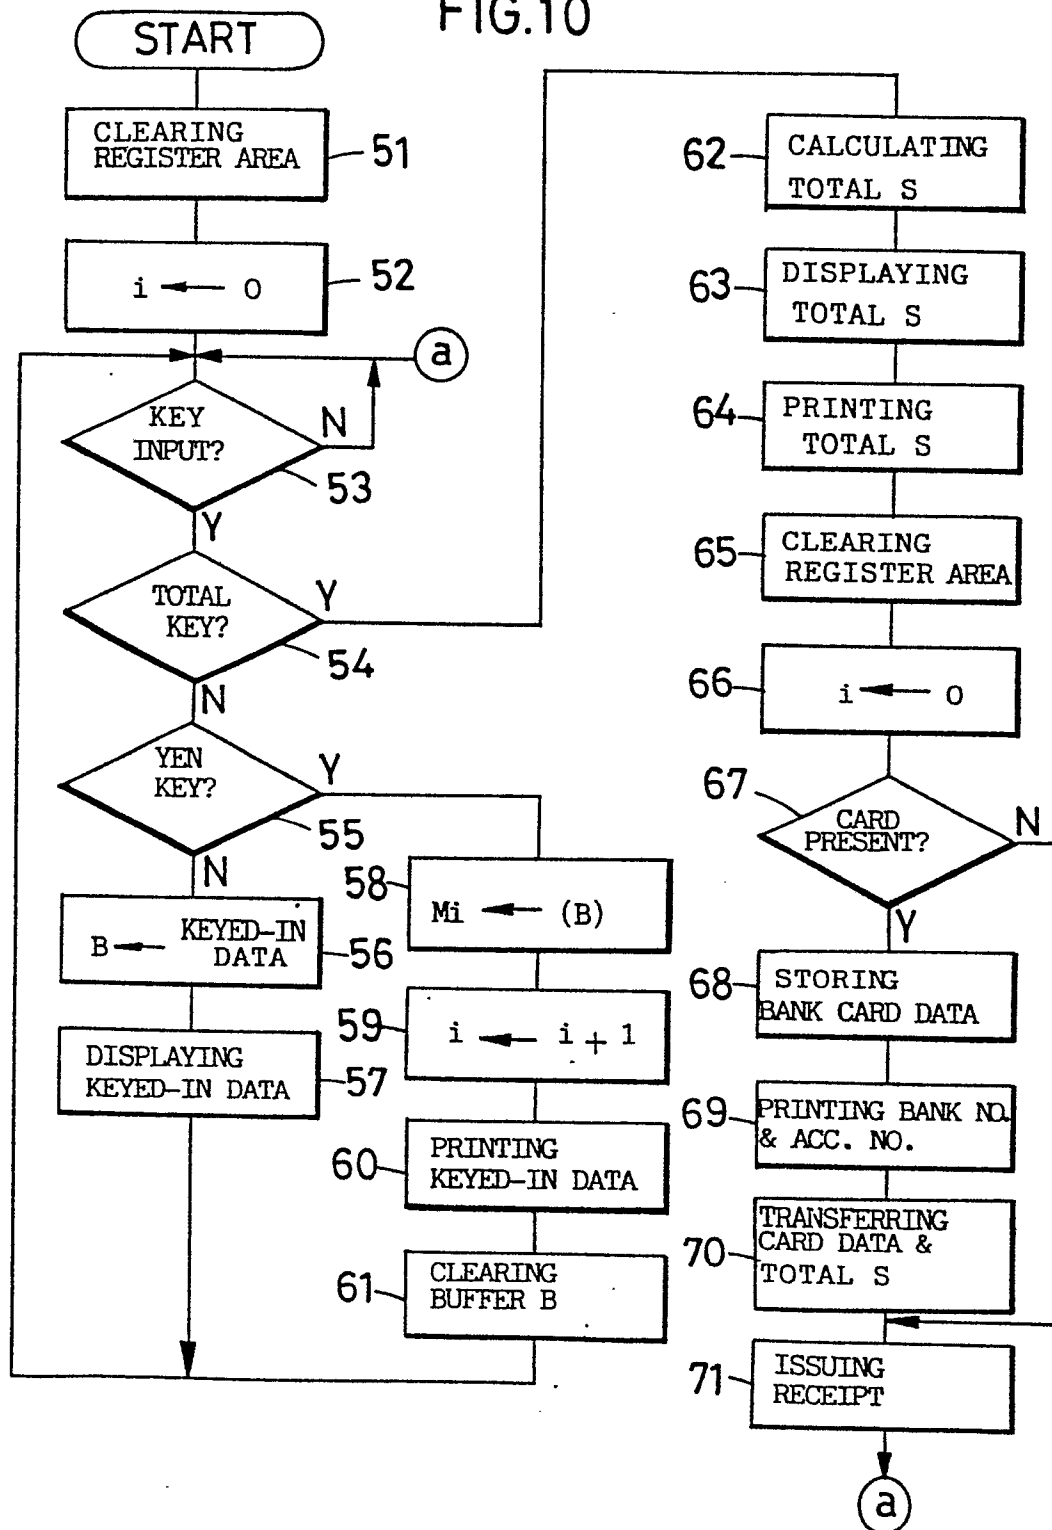 FIG.10
START
CLEARING
REGISTER AREA
51
i ← 0
52
a
KEY
INPUT?
N
53
Y
TOTAL
KEY?
Y
54
N
YEN
KEY?
Y
55
N
B ← KEYED-IN
DATA
56
DISPLAYING
KEYED-IN DATA
57
58
Mi ← (B)
59
i ← i + 1
60
PRINTING
KEYED-IN DATA
61
CLEARING
BUFFER B
62
CALCULATING
TOTAL S
63
DISPLAYING
TOTAL S
64
PRINTING
TOTAL S
65
CLEARING
REGISTER AREA
66
i ← 0
67
CARD
PRESENT?
N
Y
68
STORING
BANK CARD DATA
69
PRINTING BANK NO.
& ACC. NO.
70
TRANSFERRING
CARD DATA &
TOTAL S
71
ISSUING
RECEIPT
a